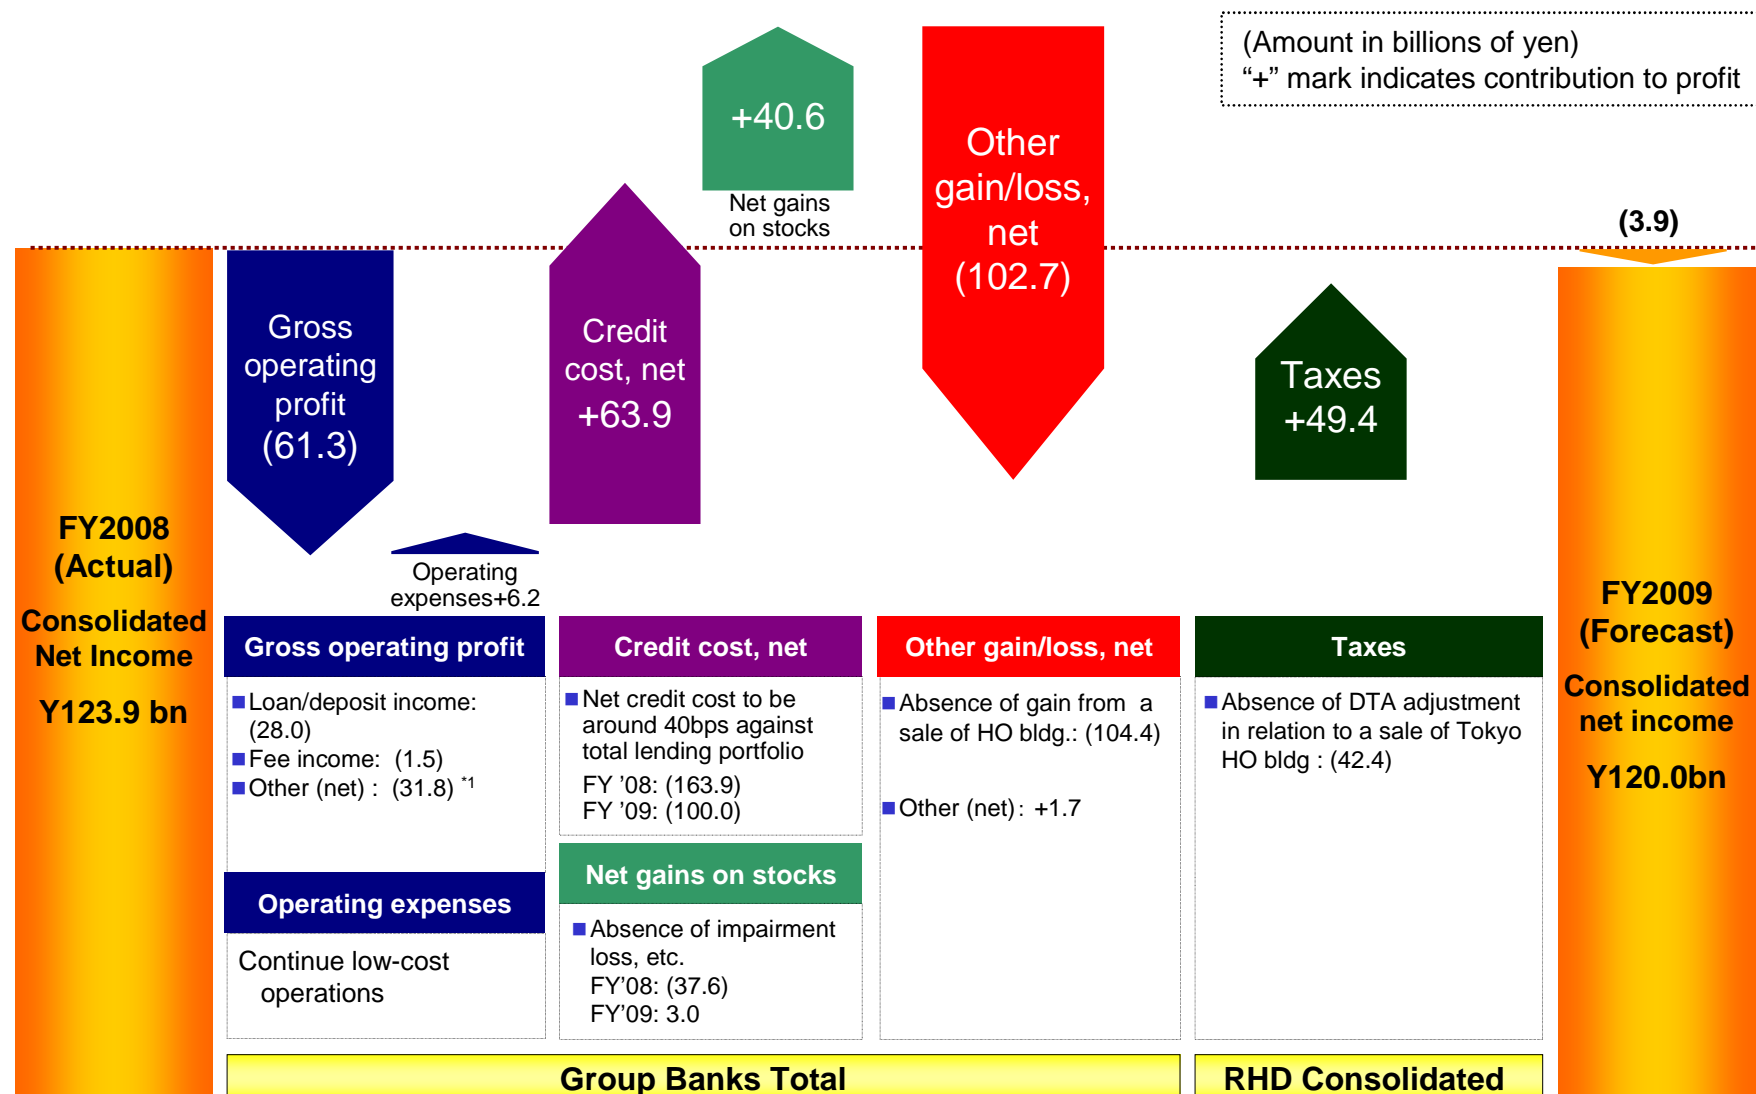 (Amount in billions of yen)
“+” mark indicates contribution to profit
+40.6
Net gains
on stocks
Other
gain/loss,
net
(102.7)
(3.9)
Gross
operating
profit
(61.3)
Credit
cost, net
+63.9
Taxes
+49.4
Operating
expenses+6.2
FY2008
(Actual)
Consolidated
Net Income
Y123.9 bn
Gross operating profit
■ Loan/deposit income:
(28.0)
■ Fee income: (1.5)
■ Other (net) : (31.8) *1
Operating expenses
Continue low-cost
operations
Credit cost, net
■ Net credit cost to be
around 40bps against
total lending portfolio
FY '08: (163.9)
FY '09: (100.0)
Net gains on stocks
■ Absence of impairment
loss, etc.
FY'08: (37.6)
FY'09: 3.0
Other gain/loss, net
■ Absence of gain from a
sale of HO bldg.: (104.4)
■ Other (net) : +1.7
Taxes
■ Absence of DTA adjustment
in relation to a sale of Tokyo
HO bldg : (42.4)
FY2009
(Forecast)
Consolidated
net income
Y120.0bn
Group Banks Total
RHD Consolidated